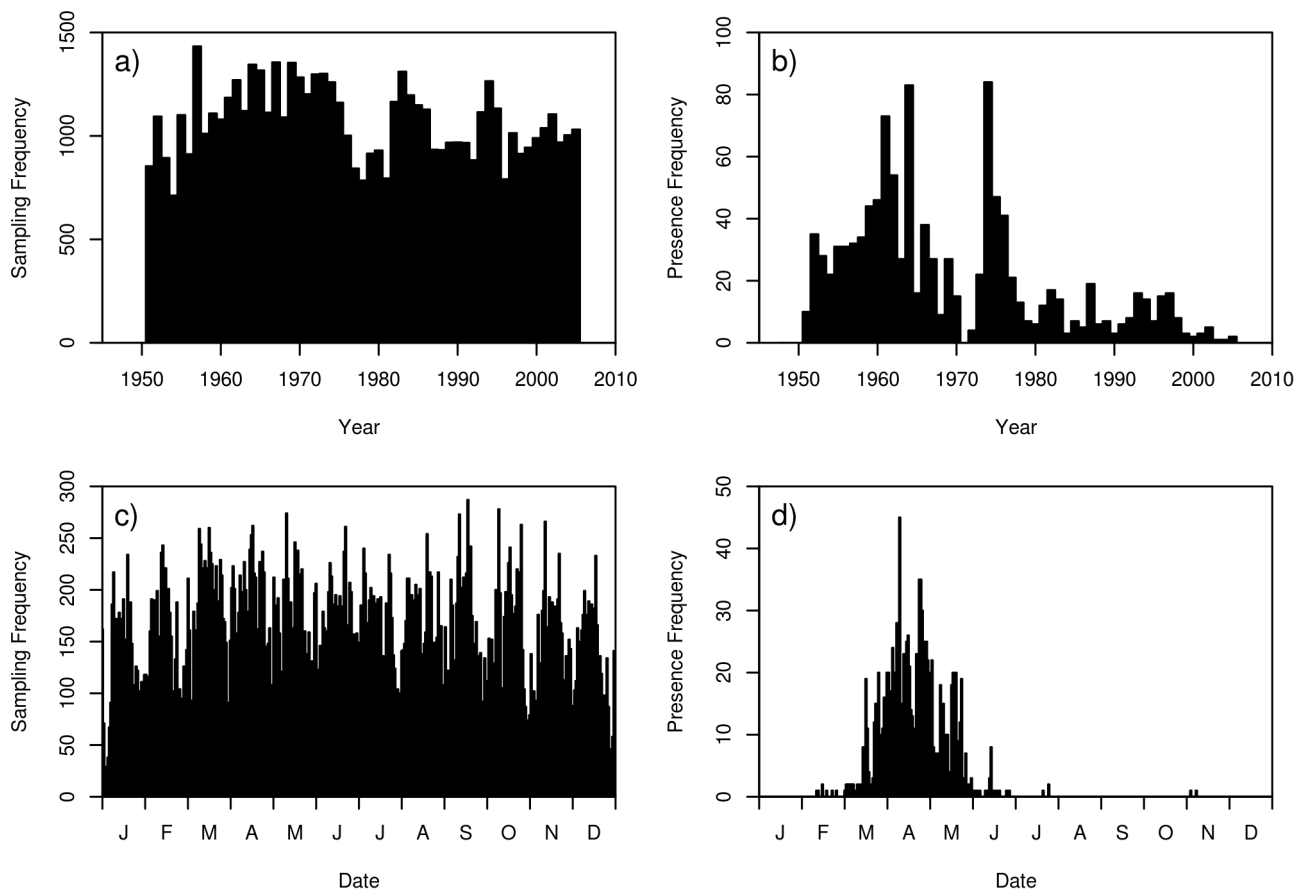 a)
Sampling Frequency
0 500 1000 1500
1950 1960 1970 1980 1990 2000 2010
Year
b)
Presence Frequency
0 20 40 60 80 100
1950 1960 1970 1980 1990 2000 2010
Year
c)
Sampling Frequency
0 50 100 150 200 250 300
J F M A M J J A S O N D
Date
d)
Presence Frequency
0 10 20 30 40 50
J F M A M J J A S O N D
Date